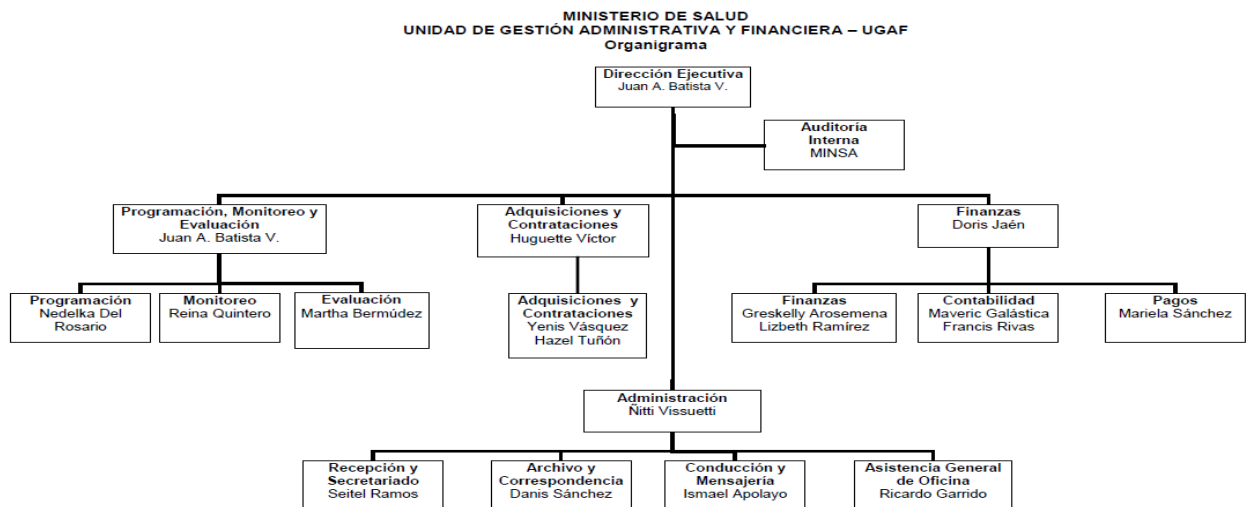 MINISTERIO DE SALUD
UNIDAD DE GESTIÓN ADMINISTRATIVA Y FINANCIERA – UGAF
Organigrama
Dirección Ejecutiva
Juan A. Batista V.
Auditoría
Interna
MINSA
Programación, Monitoreo y
Evaluación
Juan A. Batista V.
Adquisiciones y
Contrataciones
Huguette Víctor
Finanzas
Doris Jaén
Programación
Nedelka Del
Rosario
Monitoreo
Reina Quintero
Evaluación
Martha Bermúdez
Adquisiciones y
Contrataciones
Yenis Vásquez
Hazel Tuñón
Finanzas
Greskelly Arosemena
Lizbeth Ramírez
Contabilidad
Maveric Galástica
Francis Rivas
Pagos
Mariela Sánchez
Administración
Ñitti Vissuetti
Recepción y
Secretariado
Seitel Ramos
Archivo y
Correspondencia
Danis Sánchez
Conducción y
Mensajería
Ismael Apolayo
Asistencia General
de Oficina
Ricardo Garrido